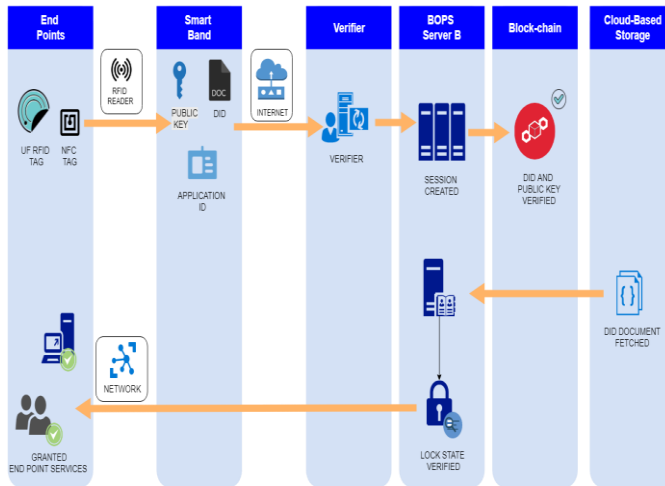 End
Points
Smart
Band
Verifier
BOPS
Server B
Block-chain
Cloud-Based
Storage
RFID
READER
DOC
PUBLIC
KEY
DID
INTERNET
UF RFID
TAG
NFC
TAG
VERIFIER
SESSION
CREATED
DID AND
PUBLIC KEY
VERIFIED
APPLICATION
ID
DID DOCUMENT
FETCHED
NETWORK
GRANTED
END POINT SERVICES
LOCK STATE
VERIFIED